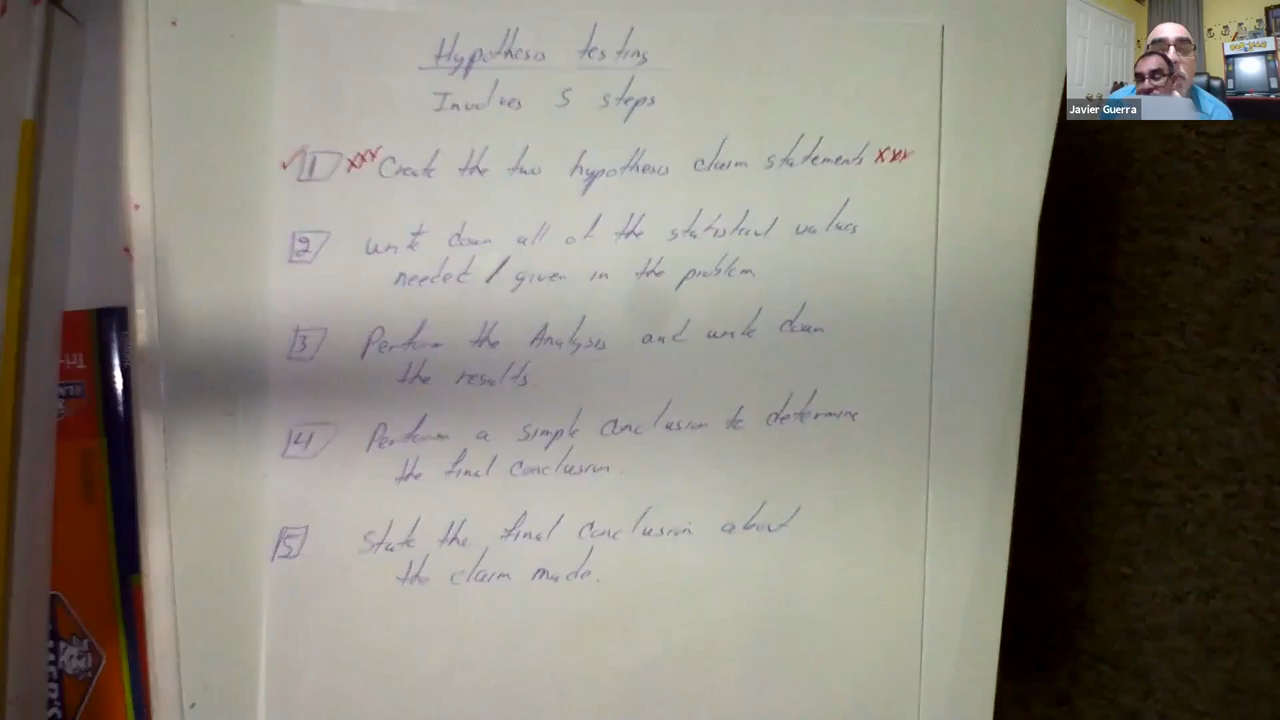 Hypothesis testing
Involves 5 steps
✓ 1 xxx Create the two hypothesis claim statements xxx
2 write down all of the statistical values
needed / given in the problem
3 Perform the Analysis and write down
the results.
4 Perform a simple conclusion to determine
the final conclusion.
5 State the final conclusion about
the claim made.
Javier Guerra
PAC-MAN